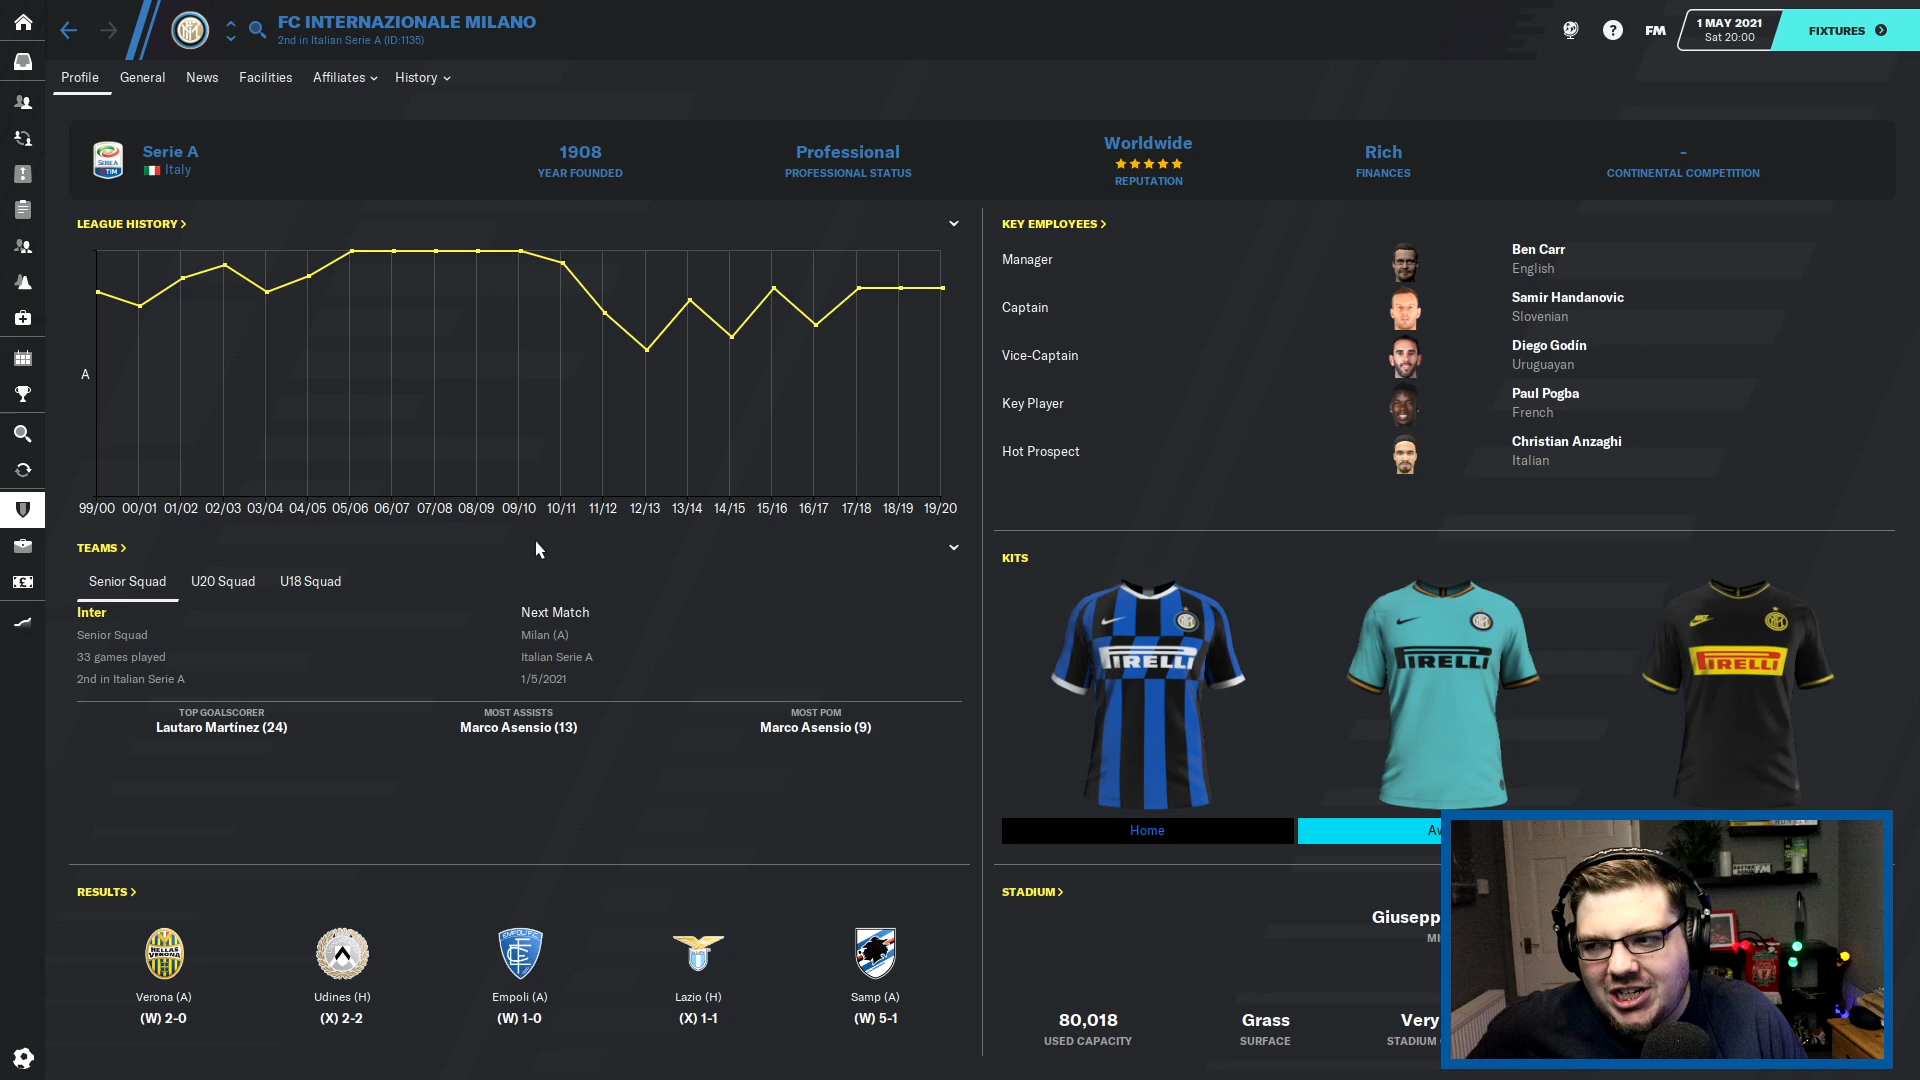 FC INTERNAZIONALE MILANO
2nd in Italian Serie A (ID:1135)
FM
1 MAY 2021
Sat 20:00
FIXTURES
Profile
General
News
Facilities
Affiliates
History
Serie A
Italy
1908
YEAR FOUNDED
Professional
PROFESSIONAL STATUS
Worldwide
REPUTATION
Rich
FINANCES
-
CONTINENTAL COMPETITION
LEAGUE HISTORY >
A
99/00 00/01 01/02 02/03 03/04 04/05 05/06 06/07 07/08 08/09 09/10 10/11 11/12 12/13 13/14 14/15 15/16 16/17 17/18 18/19 19/20
KEY EMPLOYEES >
Manager
Ben Carr
English
Captain
Samir Handanovic
Slovenian
Vice-Captain
Diego Godín
Uruguayan
Key Player
Paul Pogba
French
Hot Prospect
Christian Anzaghi
Italian
TEAMS >
Senior Squad
U20 Squad
U18 Squad
Inter
Senior Squad
33 games played
2nd in Italian Serie A
Next Match
Milan (A)
Italian Serie A
1/5/2021
TOP GOALSCORER
Lautaro Martínez (24)
MOST ASSISTS
Marco Asensio (13)
MOST POM
Marco Asensio (9)
KITS
PIRELLI
PIRELLI
PIRELLI
Home
RESULTS >
HELLAS
VERONA
Verona (A)
(W) 2-0
Udines (H)
(X) 2-2
Empoli (A)
(W) 1-0
Lazio (H)
(X) 1-1
Samp (A)
(W) 5-1
STADIUM >
Giusepp
80,018
USED CAPACITY
Grass
SURFACE
Very
STADIUM